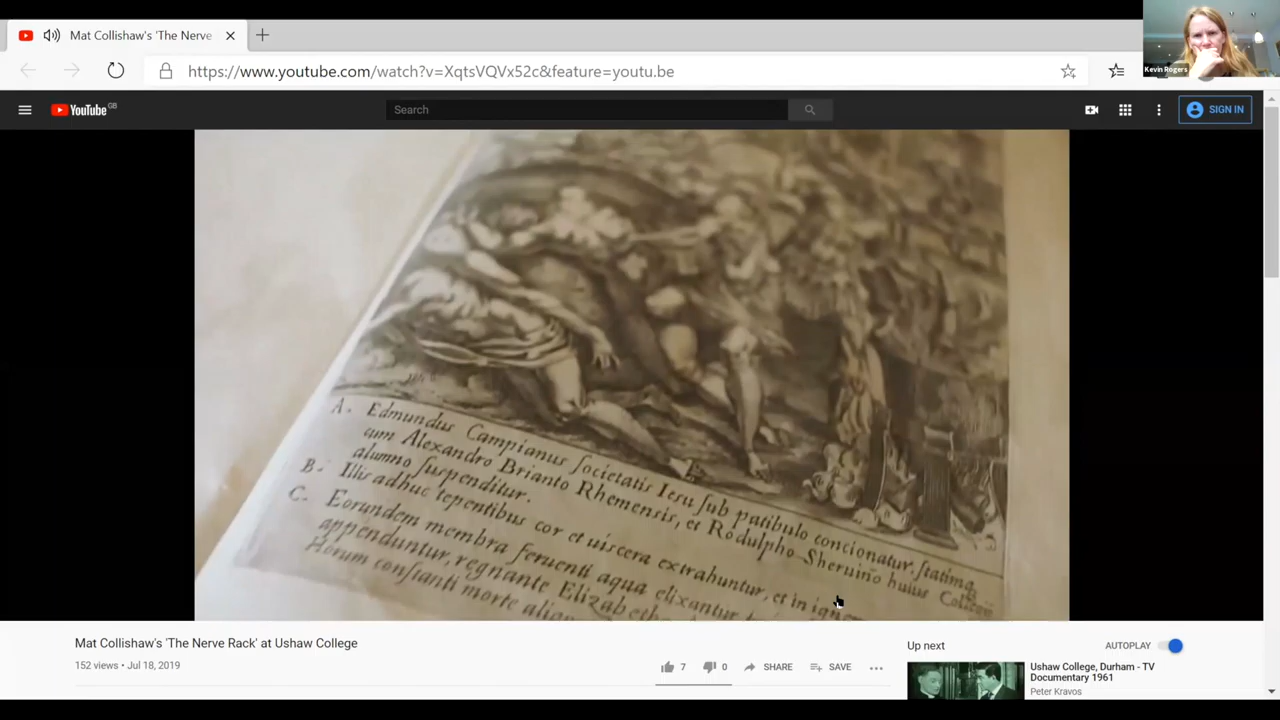 Mat Collishaw's 'The Nerve
https://www.youtube.com/watch?v=XqtsVQVx52c&feature=youtu.be
Kevin Rogers
YouTube GB
Search
SIGN IN
A. Edmundus Campianus societatis Iesu sub patibulo concionatur. statimq
cum Alexandro Brianto Rhemensis, et Rodulpho Sheruino huius Collegii
alumno suspenditur.
B. Illis adhuc tepentibus cor et uiscera extrahuntur, et in ignem
C. Eorundem membra feruenti aqua elixantur
appenduntur, regnante Elizabetha
Horum constanti morte aliquot
Mat Collishaw's 'The Nerve Rack' at Ushaw College
152 views • Jul 18, 2019
7
0
SHARE
SAVE
Up next
AUTOPLAY
Ushaw College, Durham - TV
Documentary 1961
Peter Kravos